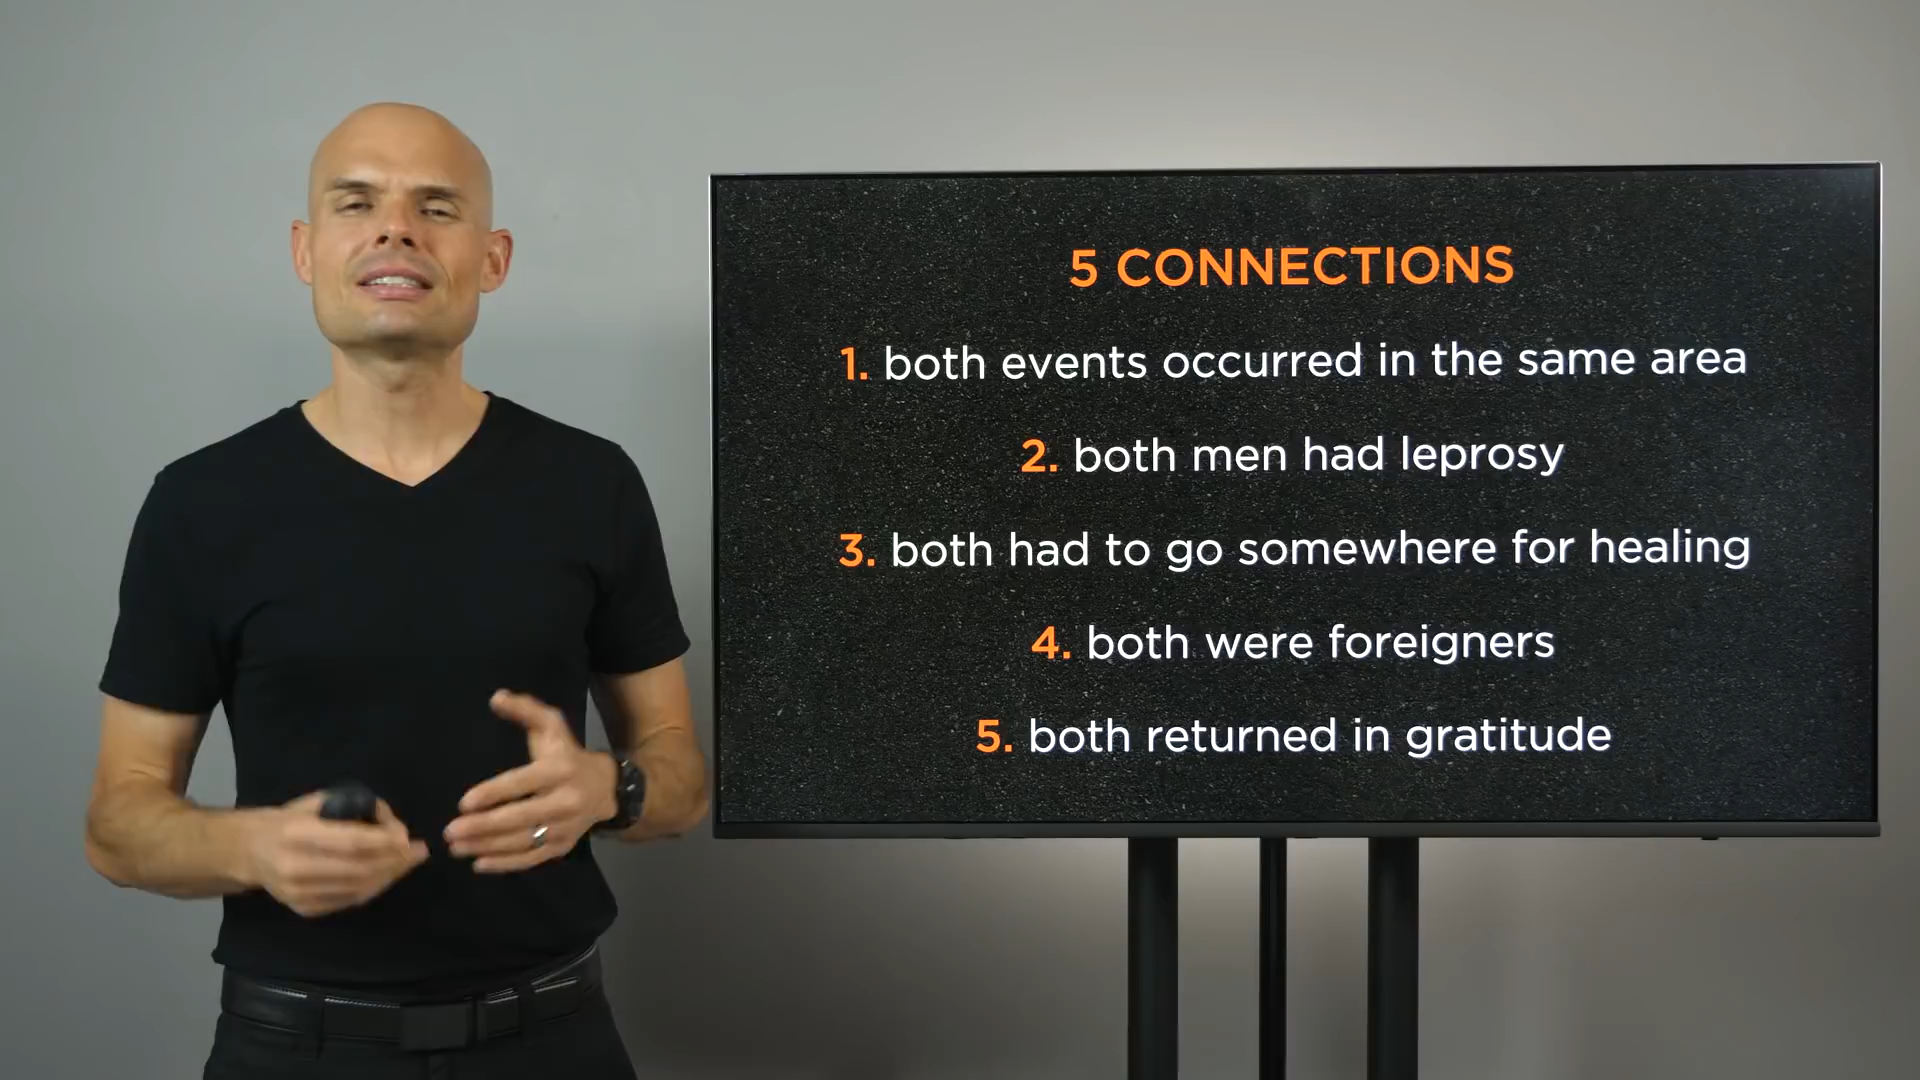 5 CONNECTIONS
1. both events occurred in the same area
2. both men had leprosy
3. both had to go somewhere for healing
4. both were foreigners
5. both returned in gratitude